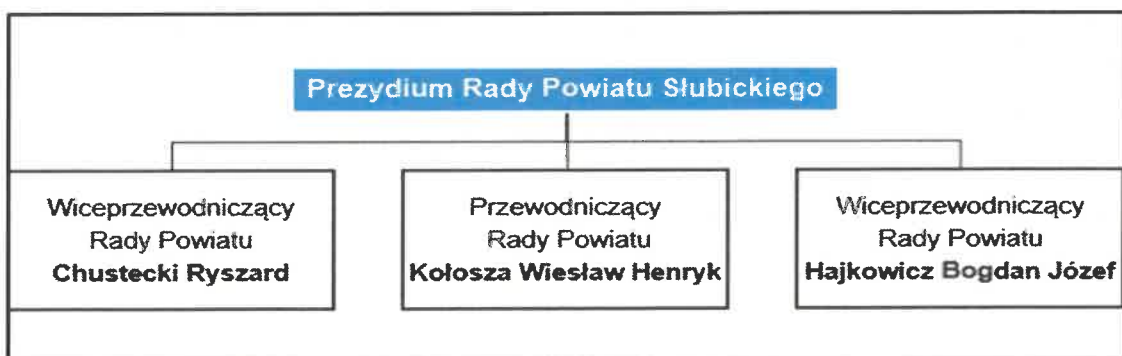 Prezydium Rady Powiatu Słubickiego
Wiceprzewodniczący
Rady Powiatu
Chustecki Ryszard
Przewodniczący
Rady Powiatu
Kołosza Wiesław Henryk
Wiceprzewodniczący
Rady Powiatu
Hajkowicz Bogdan Józef